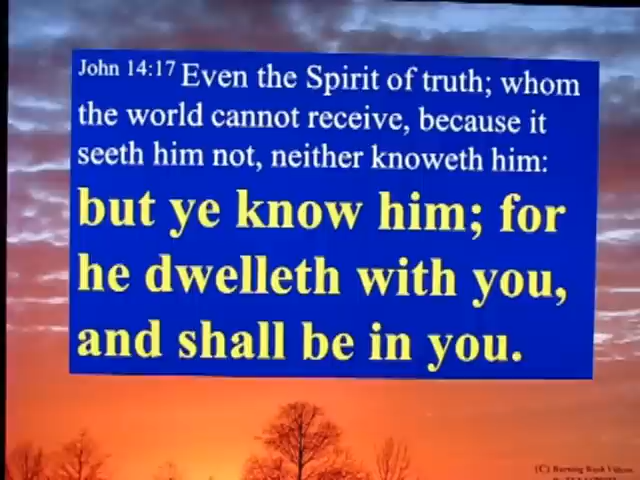 John 14:17 Even the Spirit of truth; whom
the world cannot receive, because it
seeth him not, neither knoweth him:
but ye know him; for
he dwelleth with you,
and shall be in you.
(C) Burning Bush Videos